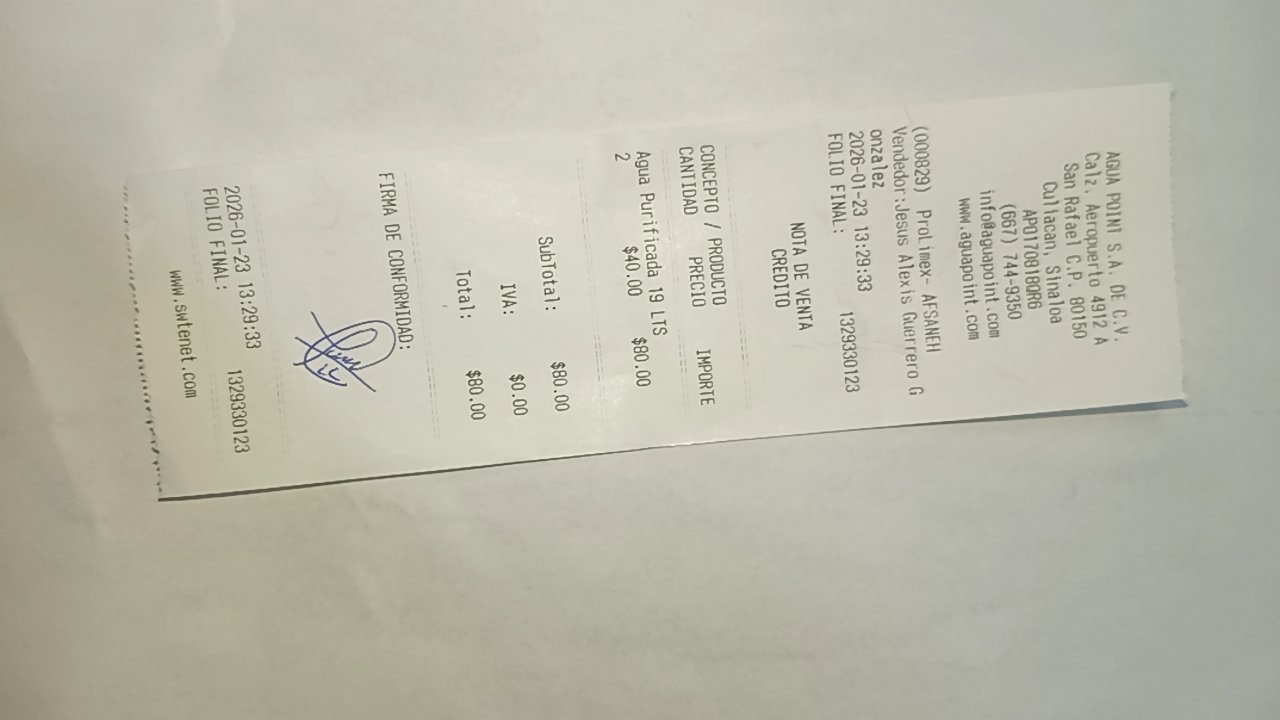 AGUA POINT S.A. DE C.V.
Calz. Aeropuerto 4912 A
San Rafael C.P. 80150
Culiacan, Sinaloa
APO170818QR6
(667) 744-9350
info@aguapoint.com
www.aguapoint.com
(000829) ProLimex- AFSANEH
Vendedor:Jesus Alexis Guerrero G
onzalez
2026-01-23 13:29:33
FOLIO FINAL: 1329330123
NOTA DE VENTA
CREDITO
CONCEPTO / PRODUCTO
CANTIDAD PRECIO IMPORTE
Agua Purificada 19 LTS
2 $40.00 $80.00
SubTotal: $80.00
IVA: $0.00
Total: $80.00
FIRMA DE CONFORMIDAD:
2026-01-23 13:29:33
FOLIO FINAL: 1329330123
www.swtenet.com